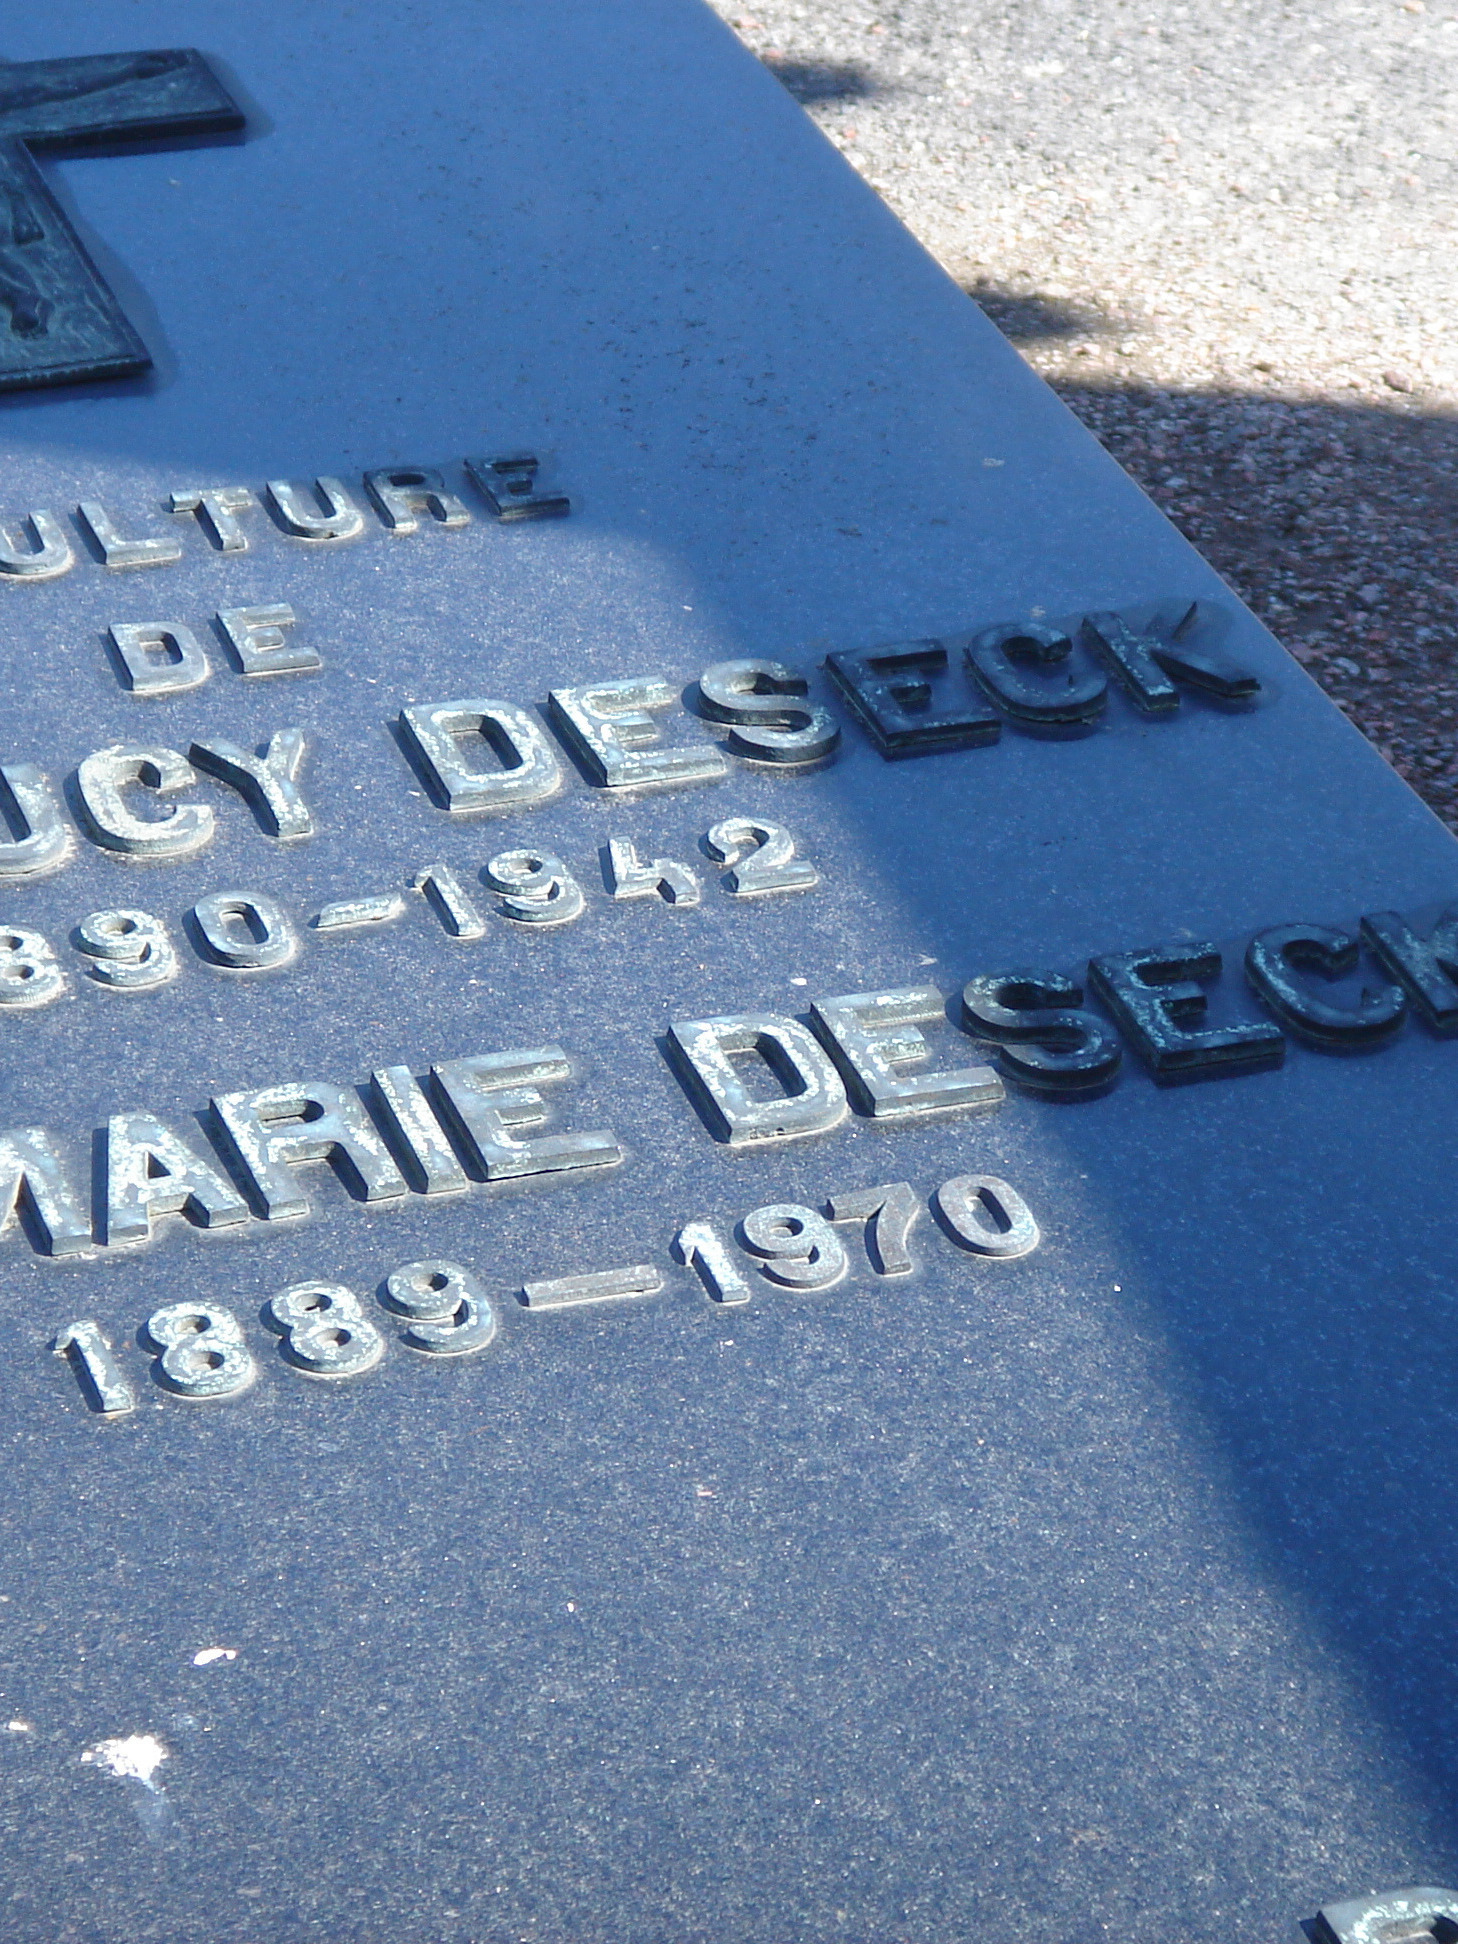 ULTURE
DE
UCY DESECK
890-1942
MARIE DESECK
1889-1970